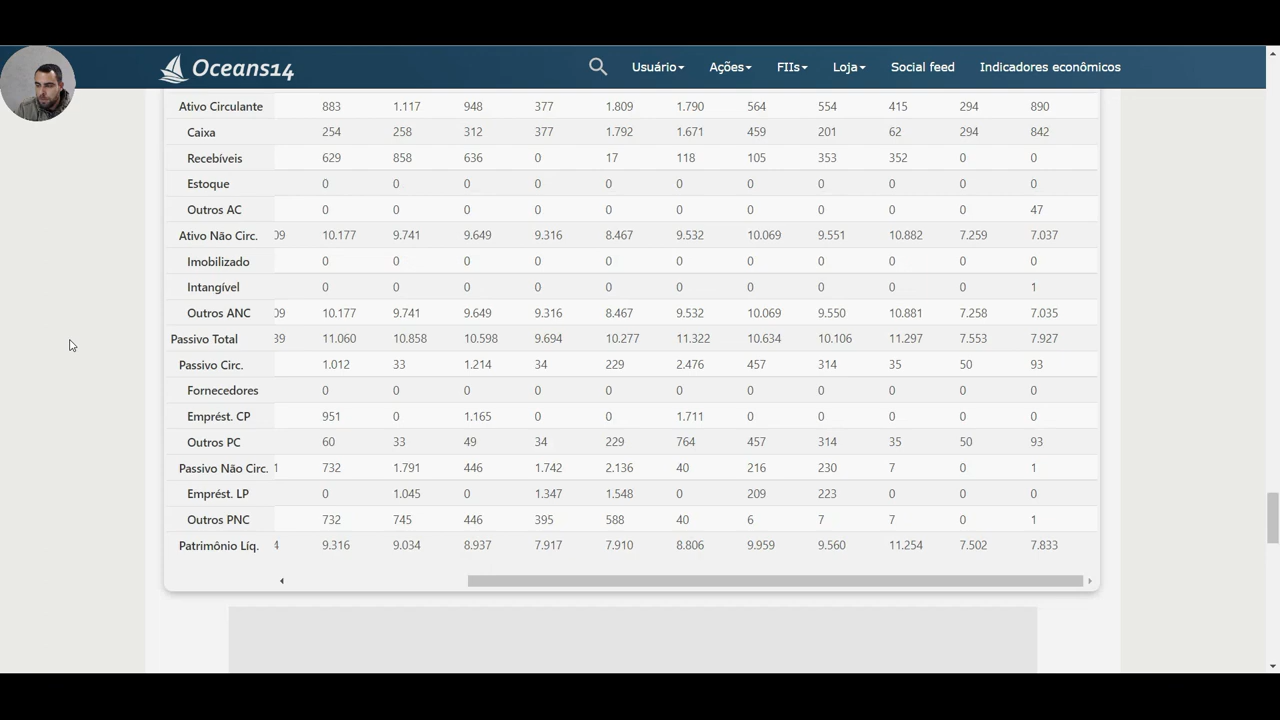 Oceans14 Usuário Ações FIIs Loja Social feed Indicadores econômicos
Ativo Circulante 883 1.117 948 377 1.809 1.790 564 554 415 294 890
Caixa 254 258 312 377 1.792 1.671 459 201 62 294 842
Recebíveis 629 858 636 0 17 118 105 353 352 0 0
Estoque 0 0 0 0 0 0 0 0 0 0 0
Outros AC 0 0 0 0 0 0 0 0 0 0 47
Ativo Não Circ. 09 10.177 9.741 9.649 9.316 8.467 9.532 10.069 9.551 10.882 7.259 7.037
Imobilizado 0 0 0 0 0 0 0 0 0 0 0
Intangível 0 0 0 0 0 0 0 0 0 0 1
Outros ANC 09 10.177 9.741 9.649 9.316 8.467 9.532 10.069 9.550 10.881 7.258 7.035
Passivo Total 39 11.060 10.858 10.598 9.694 10.277 11.322 10.634 10.106 11.297 7.553 7.927
Passivo Circ. 1.012 33 1.214 34 229 2.476 457 314 35 50 93
Fornecedores 0 0 0 0 0 0 0 0 0 0 0
Emprést. CP 951 0 1.165 0 0 1.711 0 0 0 0 0
Outros PC 60 33 49 34 229 764 457 314 35 50 93
Passivo Não Circ. 1 732 1.791 446 1.742 2.136 40 216 230 7 0 1
Emprést. LP 0 1.045 0 1.347 1.548 0 209 223 0 0 0
Outros PNC 732 745 446 395 588 40 6 7 7 0 1
Patrimônio Líq. 4 9.316 9.034 8.937 7.917 7.910 8.806 9.959 9.560 11.254 7.502 7.833